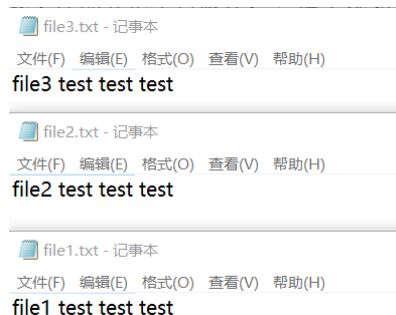 file3.txt - 记事本
文件(F) 编辑(E) 格式(O) 查看(V) 帮助(H)
file3 test test test
file2.txt - 记事本
文件(F) 编辑(E) 格式(O) 查看(V) 帮助(H)
file2 test test test
file1.txt - 记事本
文件(F) 编辑(E) 格式(O) 查看(V) 帮助(H)
file1 test test test